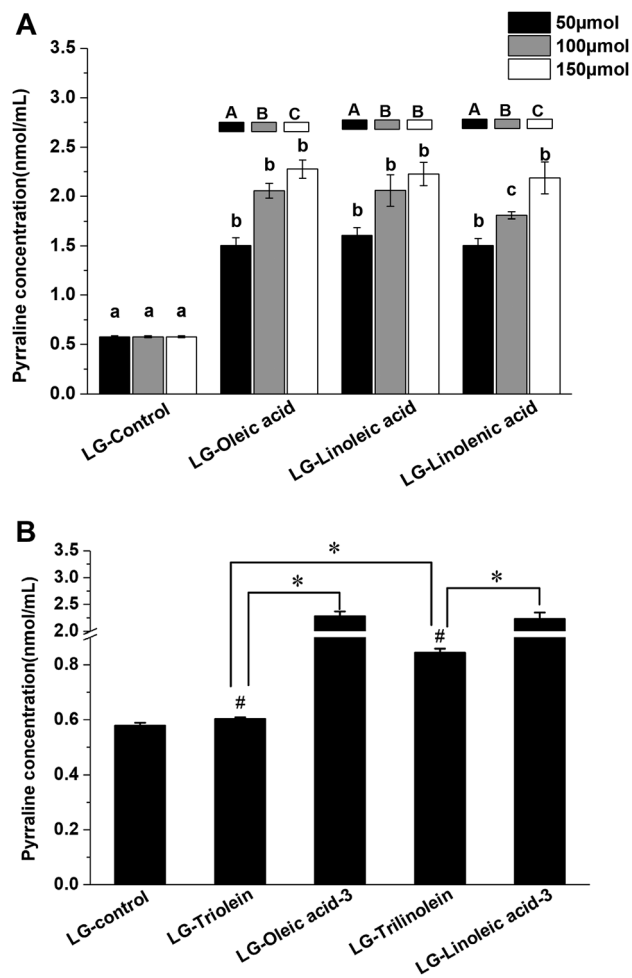 A
50μmol
100μmol
150μmol
Pyrraline concentration(nmol/mL)
3.5
3.0
2.5
2.0
1.5
1.0
0.5
0.0
A B C
A B B
A B C
a a a
b b b
b b b
b c b
LG-Control
LG-Oleic acid
LG-Linoleic acid
LG-Linolenic acid
B
Pyrraline concentration(nmol/mL)
3.5
3.0
2.5
2.0
0.8
0.6
0.4
0.2
0.0
*
* *
#
#
LG-control
LG-Triolein
LG-Oleic acid-3
LG-Trilinolein
LG-Linoleic acid-3